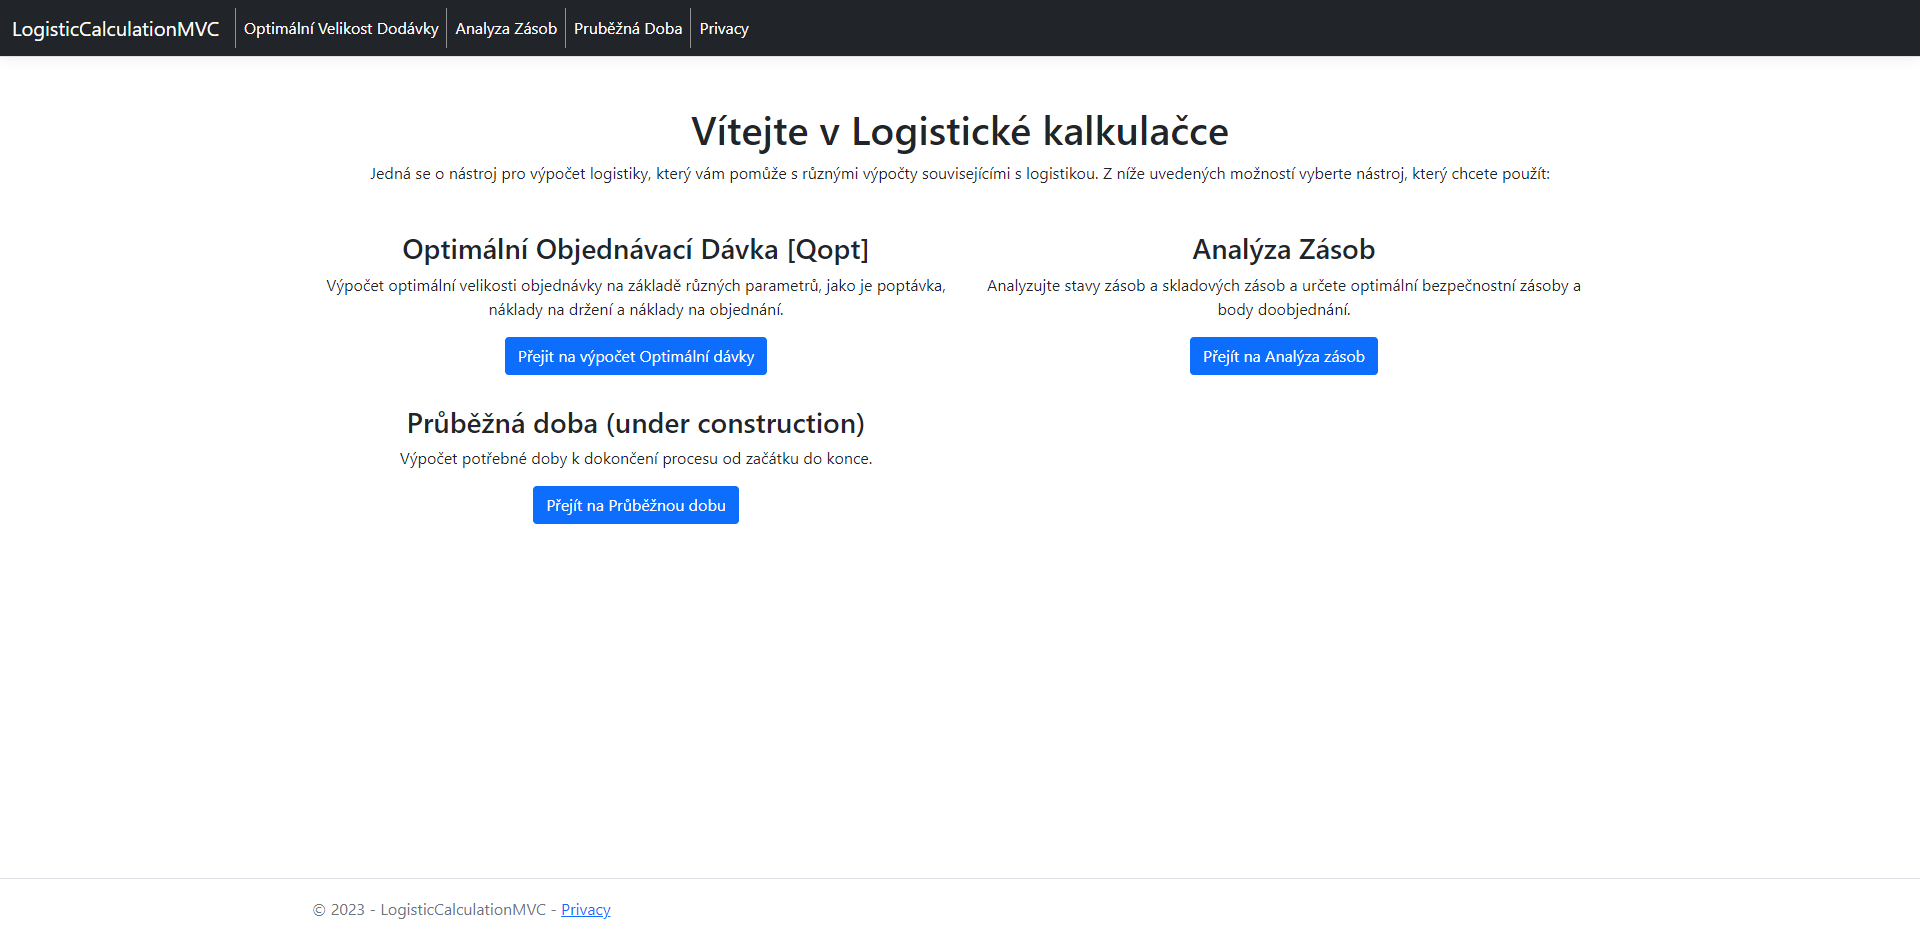 LogisticCalculationMVC
Optimální Velikost Dodávky
Analyza Zásob
Pruběžná Doba
Privacy
Vítejte v Logistické kalkulačce
Jedná se o nástroj pro výpočet logistiky, který vám pomůže s různými výpočty souvisejícími s logistikou. Z níže uvedených možností vyberte nástroj, který chcete použít:
Optimální Objednávací Dávka [Qopt]
Výpočet optimální velikosti objednávky na základě různých parametrů, jako je poptávka,
náklady na držení a náklady na objednání.
Přejit na výpočet Optimální dávky
Analýza Zásob
Analyzujte stavy zásob a skladových zásob a určete optimální bezpečnostní zásoby a
body doobjednání.
Přejít na Analýza zásob
Průběžná doba (under construction)
Výpočet potřebné doby k dokončení procesu od začátku do konce.
Přejít na Průběžnou dobu
© 2023 - LogisticCalculationMVC - Privacy